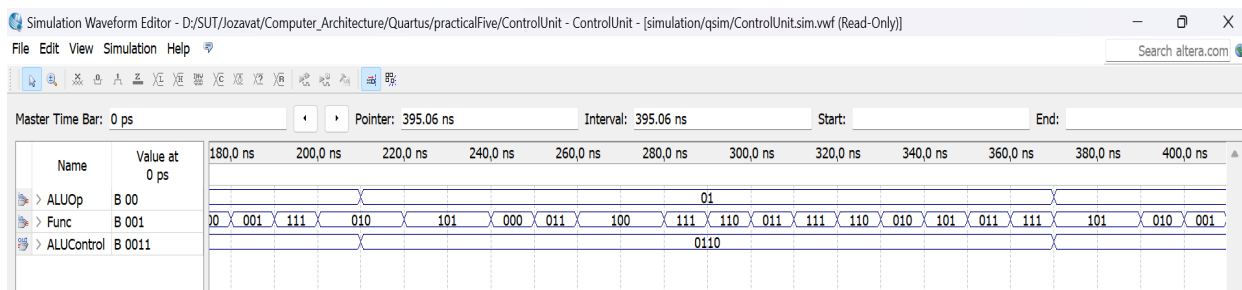 Simulation Waveform Editor - D:/SUT/Jozavat/Computer_Architecture/Quartus/practicalFive/ControlUnit - ControlUnit - [simulation/qsim/ControlUnit.sim.vwf (Read-Only)]
File Edit View Simulation Help
Search altera.com
Master Time Bar: 0 ps Pointer: 395.06 ns Interval: 395.06 ns Start: End:
Name Value at 0 ps 180,0 ns 200,0 ns 220,0 ns 240,0 ns 260,0 ns 280,0 ns 300,0 ns 320,0 ns 340,0 ns 360,0 ns 380,0 ns 400,0 ns
ALUOp B 00 01
Func B 001 00 001 111 010 101 000 011 100 111 110 011 111 110 010 101 011 111 101 010 001
ALUControl B 0011 0110